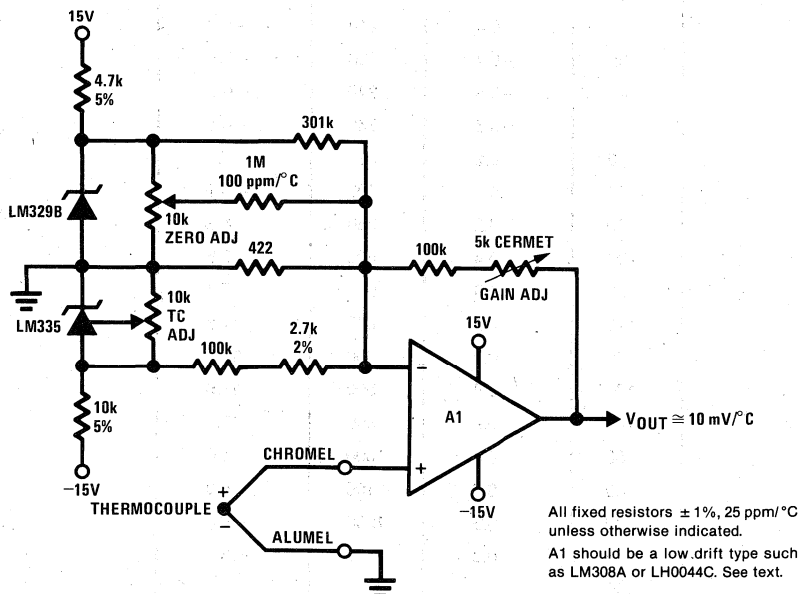 15V
4.7k
5%
301k
1M
100 ppm/°C
LM329B
10k
ZERO ADJ
422
100k
5k CERMET
GAIN ADJ
LM335
10k
TC
ADJ
100k
2.7k
2%
15V
−
A1
+
VOUT ≅ 10 mV/°C
10k
5%
−15V
CHROMEL
THERMOCOUPLE
+
−
ALUMEL
−15V
All fixed resistors ± 1%, 25 ppm/°C
unless otherwise indicated.
A1 should be a low drift type such
as LM308A or LH0044C. See text.